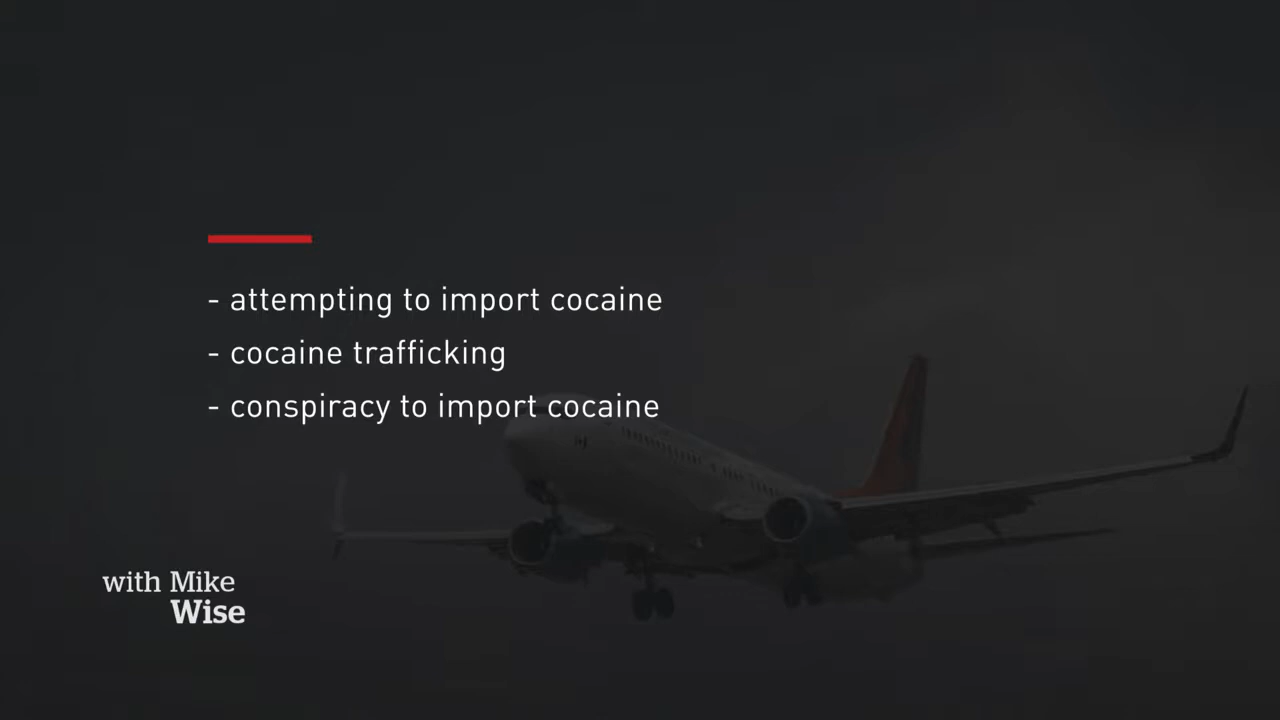 - attempting to import cocaine
- cocaine trafficking
- conspiracy to import cocaine
with Mike
Wise